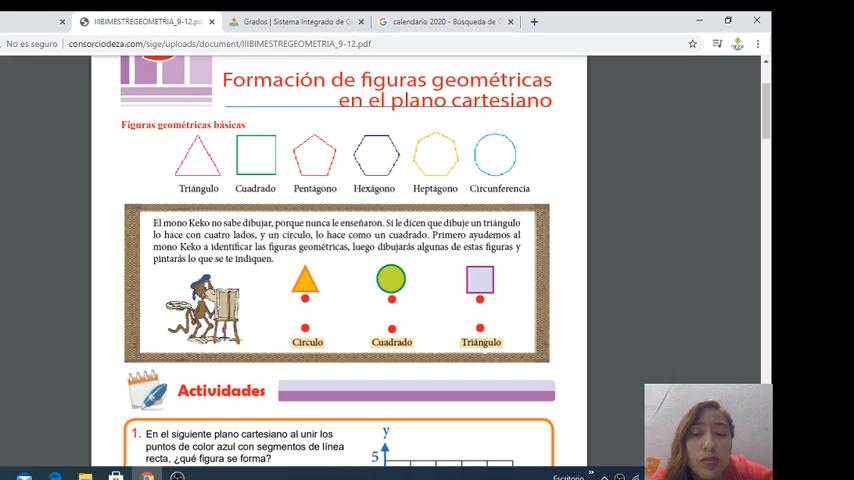 IIIBIMESTREGEOMETRIA_9-12.pd
Grados | Sistema Integrado de G
calendario 2020 - Búsqueda de
No es seguro
consorciodeza.com/sige/uploads/document/IIIBIMESTREGEOMETRIA_9-12.pdf
Formación de figuras geométricas
en el plano cartesiano
Figuras geométricas básicas
Triángulo Cuadrado Pentágono Hexágono Heptágono Circunferencia
El mono Keko no sabe dibujar, porque nunca le enseñaron. Si le dicen que dibuje un triángulo
lo hace con cuatro lados, y un círculo, lo hace como un cuadrado. Primero ayudemos al
mono Keko a identificar las figuras geométricas, luego dibujarás algunas de estas figuras y
pintarás lo que se te indiquen.
Círculo Cuadrado Triángulo
Actividades
1. En el siguiente plano cartesiano al unir los
puntos de color azul con segmentos de línea
recta, ¿qué figura se forma?
y
5
Escritorio